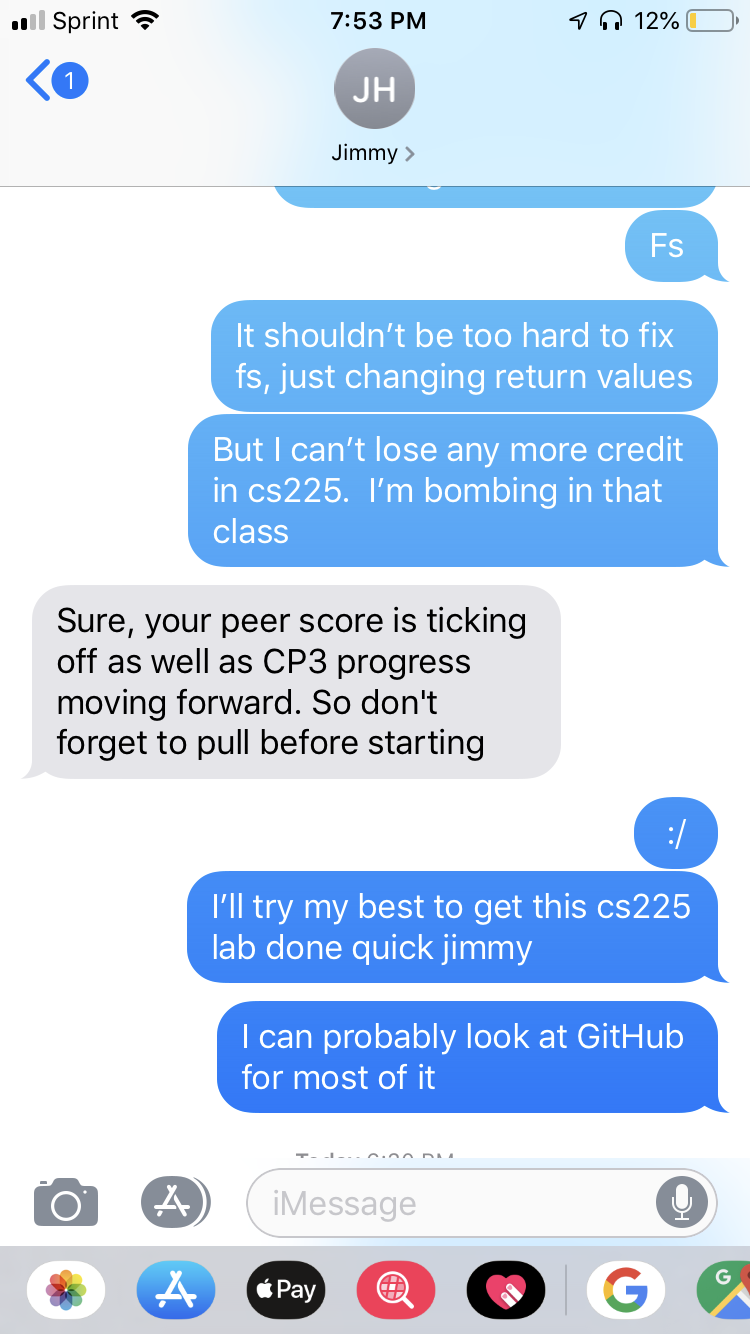 Sprint 7:53 PM 12%
1
JH
Jimmy
Fs
It shouldn't be too hard to fix
fs, just changing return values
But I can't lose any more credit
in cs225.  I'm bombing in that
class
Sure, your peer score is ticking
off as well as CP3 progress
moving forward. So don't
forget to pull before starting
:/
I'll try my best to get this cs225
lab done quick jimmy
I can probably look at GitHub
for most of it
iMessage
Pay
G
G